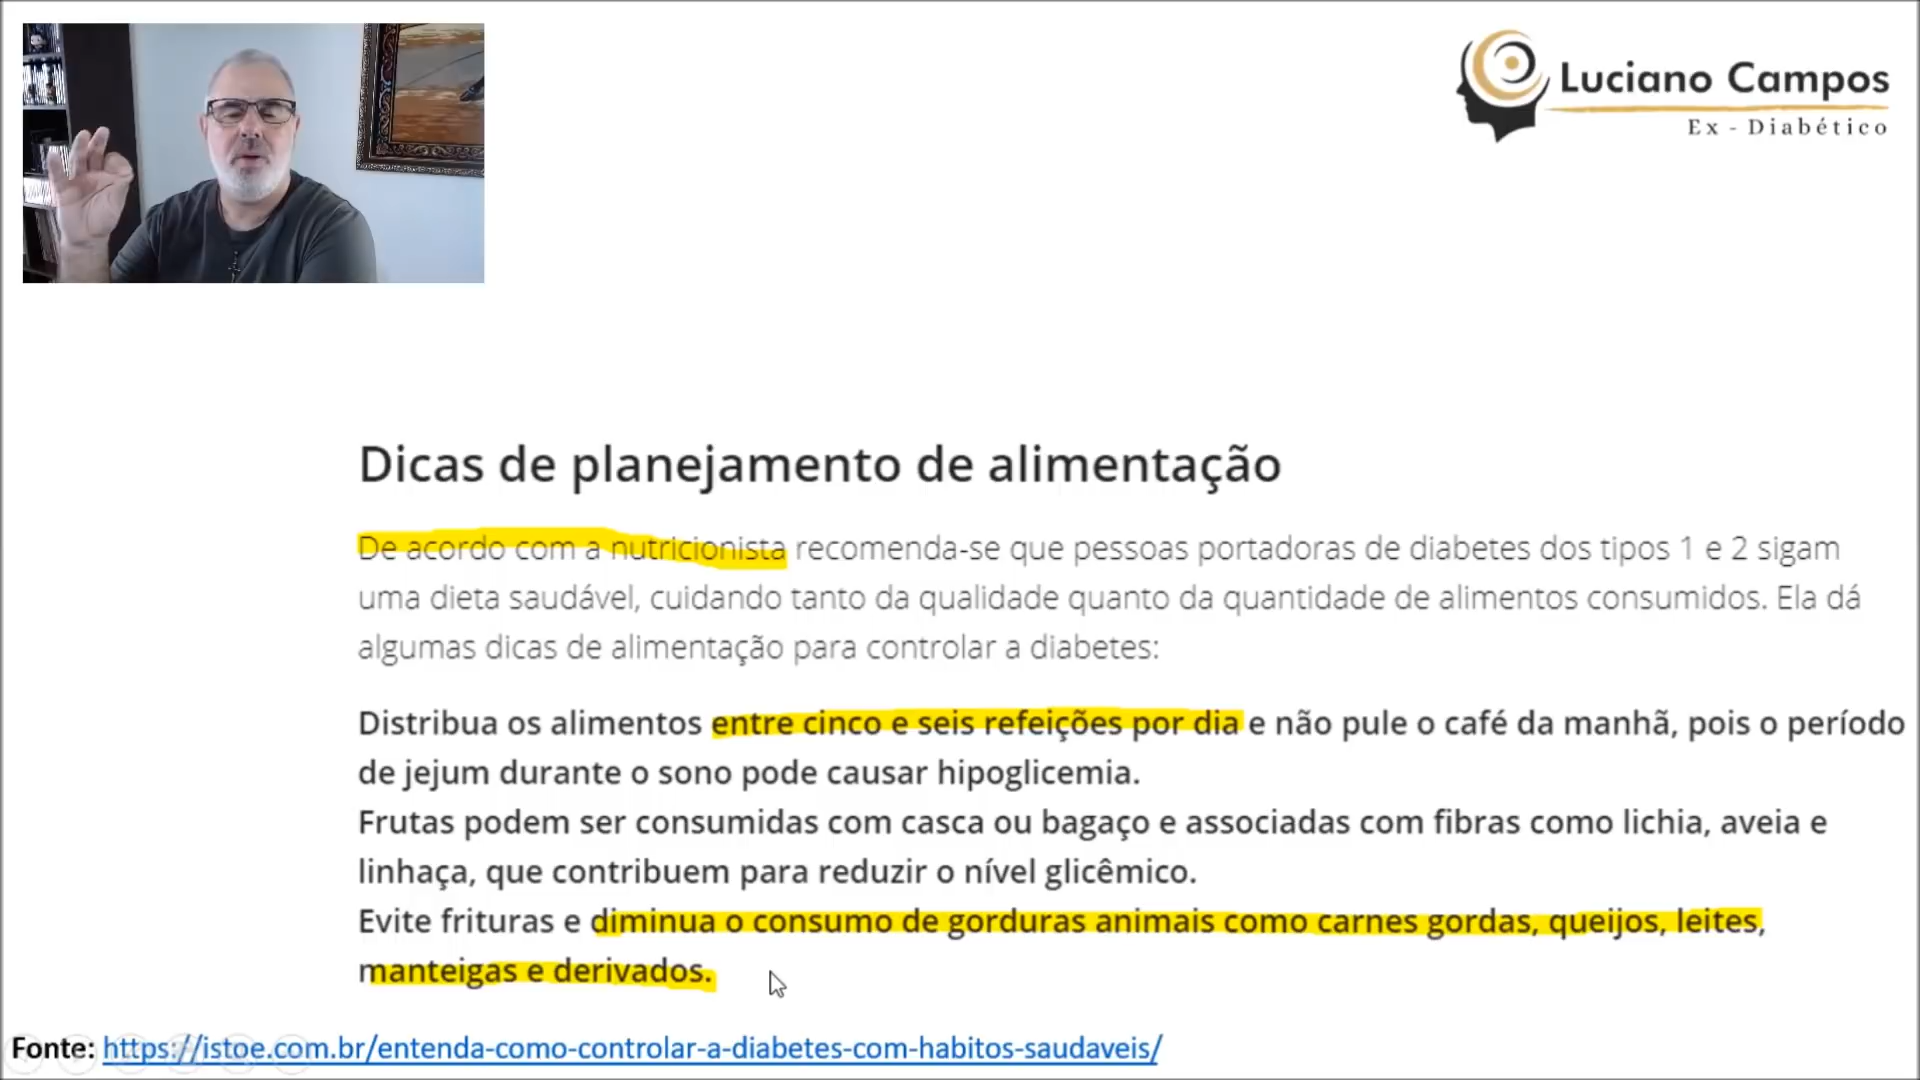 Luciano Campos
Ex - Diabético
Dicas de planejamento de alimentação
De acordo com a nutricionista recomenda-se que pessoas portadoras de diabetes dos tipos 1 e 2 sigam
uma dieta saudável, cuidando tanto da qualidade quanto da quantidade de alimentos consumidos. Ela dá
algumas dicas de alimentação para controlar a diabetes:
Distribua os alimentos entre cinco e seis refeições por dia e não pule o café da manhã, pois o período
de jejum durante o sono pode causar hipoglicemia.
Frutas podem ser consumidas com casca ou bagaço e associadas com fibras como lichia, aveia e
linhaça, que contribuem para reduzir o nível glicêmico.
Evite frituras e diminua o consumo de gorduras animais como carnes gordas, queijos, leites,
manteigas e derivados.
Fonte: https://istoe.com.br/entenda-como-controlar-a-diabetes-com-habitos-saudaveis/